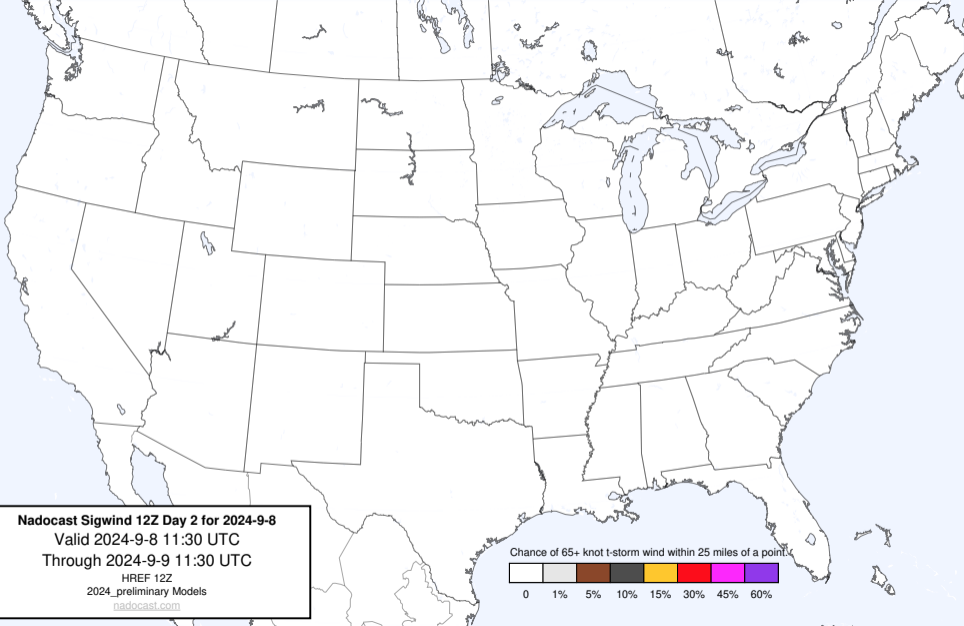 Nadocast Sigwind 12Z Day 2 for 2024-9-8
Valid 2024-9-8 11:30 UTC
Through 2024-9-9 11:30 UTC
HREF 12Z
2024_preliminary Models
nadocast.com
Chance of 65+ knot t-storm wind within 25 miles of a point.
0 1% 5% 10% 15% 30% 45% 60%